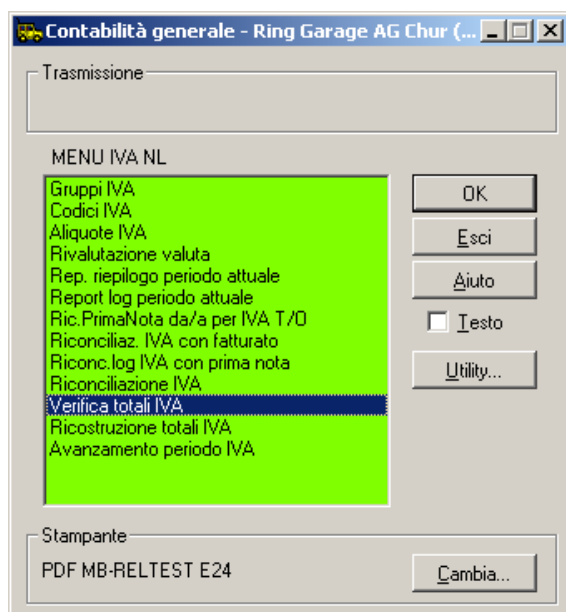 Contabilità generale - Ring Garage AG Chur (...
Trasmissione
MENU IVA NL
Gruppi IVA
Codici IVA
Aliquote IVA
Rivalutazione valuta
Rep. riepilogo periodo attuale
Report log periodo attuale
Ric.PrimaNota da/a per IVA T/O
Riconciliaz. IVA con fatturato
Riconc.log IVA con prima nota
Riconciliazione IVA
Verifica totali IVA
Ricostruzione totali IVA
Avanzamento periodo IVA
OK
Esci
Aiuto
Testo
Utility...
Stampante
PDF MB-RELTEST E24
Cambia...